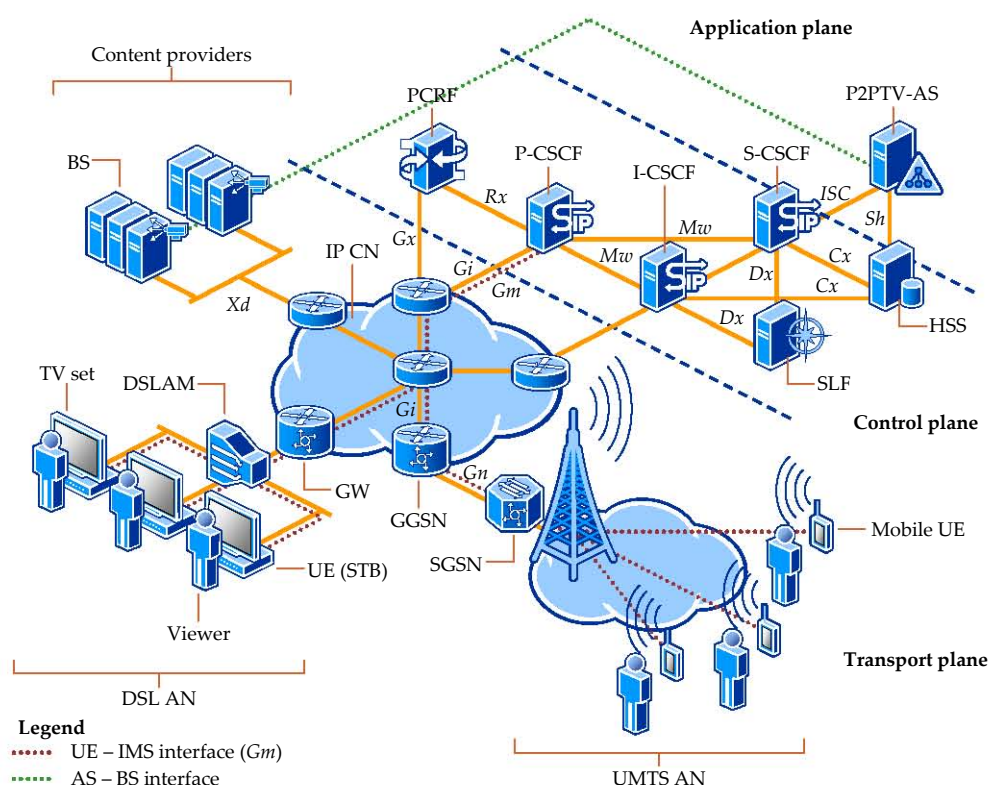 Application plane
Content providers
PCRF
P2PTV-AS
BS
P-CSCF
S-CSCF
I-CSCF
Rx
ISC
Sh
Gx
Mw
IP CN
Gi
Mw
Cx
Gm
Dx
Cx
Xd
Dx
HSS
TV set
DSLAM
SLF
Gi
Control plane
Gn
GW
GGSN
Mobile UE
SGSN
UE (STB)
Viewer
Transport plane
DSL AN
Legend
UE – IMS interface (Gm)
AS – BS interface
UMTS AN